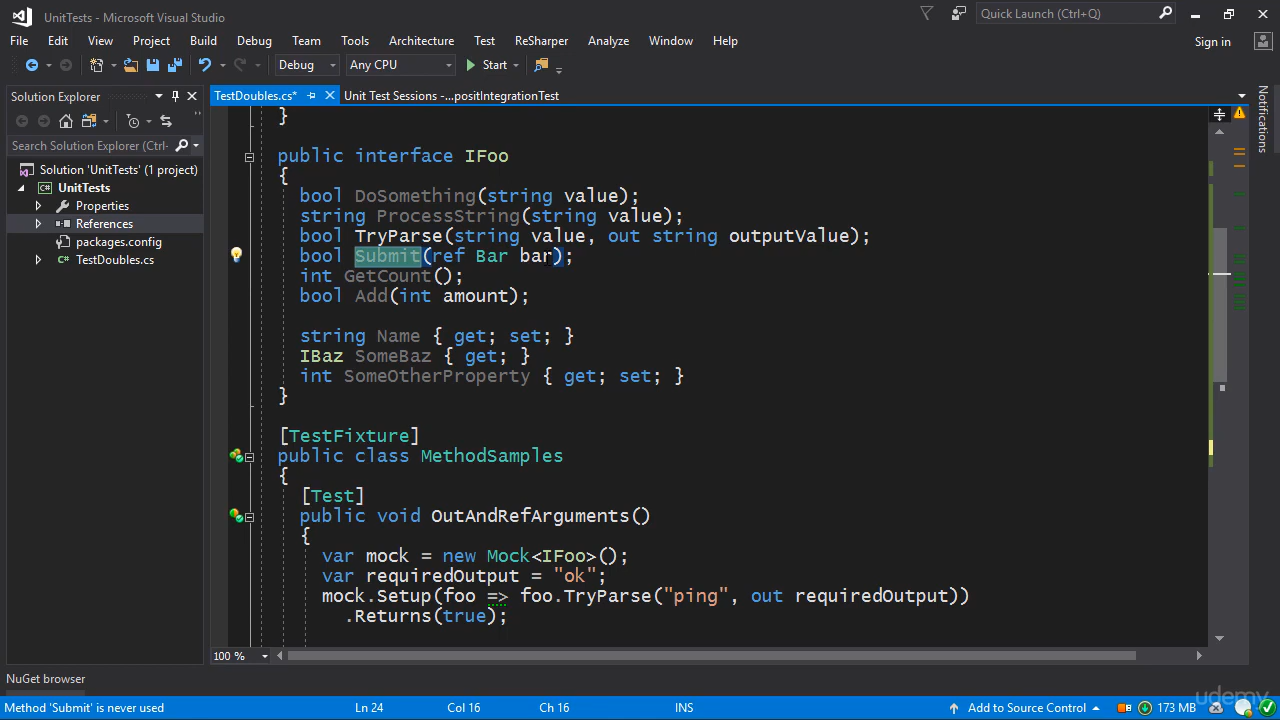 UnitTests - Microsoft Visual Studio
Quick Launch (Ctrl+Q)
File Edit View Project Build Debug Team Tools Architecture Test ReSharper Analyze Window Help
Sign in
Debug Any CPU Start
Solution Explorer
TestDoubles.cs* Unit Test Sessions -...positIntegrationTest
Notifications
Search Solution Explorer (Ctrl+
Solution 'UnitTests' (1 project)
UnitTests
Properties
References
packages.config
TestDoubles.cs
}
public interface IFoo
{
bool DoSomething(string value);
string ProcessString(string value);
bool TryParse(string value, out string outputValue);
bool Submit(ref Bar bar);
int GetCount();
bool Add(int amount);
string Name { get; set; }
IBaz SomeBaz { get; }
int SomeOtherProperty { get; set; }
}
[TestFixture]
public class MethodSamples
{
[Test]
public void OutAndRefArguments()
{
var mock = new Mock<IFoo>();
var requiredOutput = "ok";
mock.Setup(foo => foo.TryParse("ping", out requiredOutput))
.Returns(true);
100 %
NuGet browser
Method 'Submit' is never used Ln 24 Col 16 Ch 16 INS Add to Source Control 173 MB
udemy